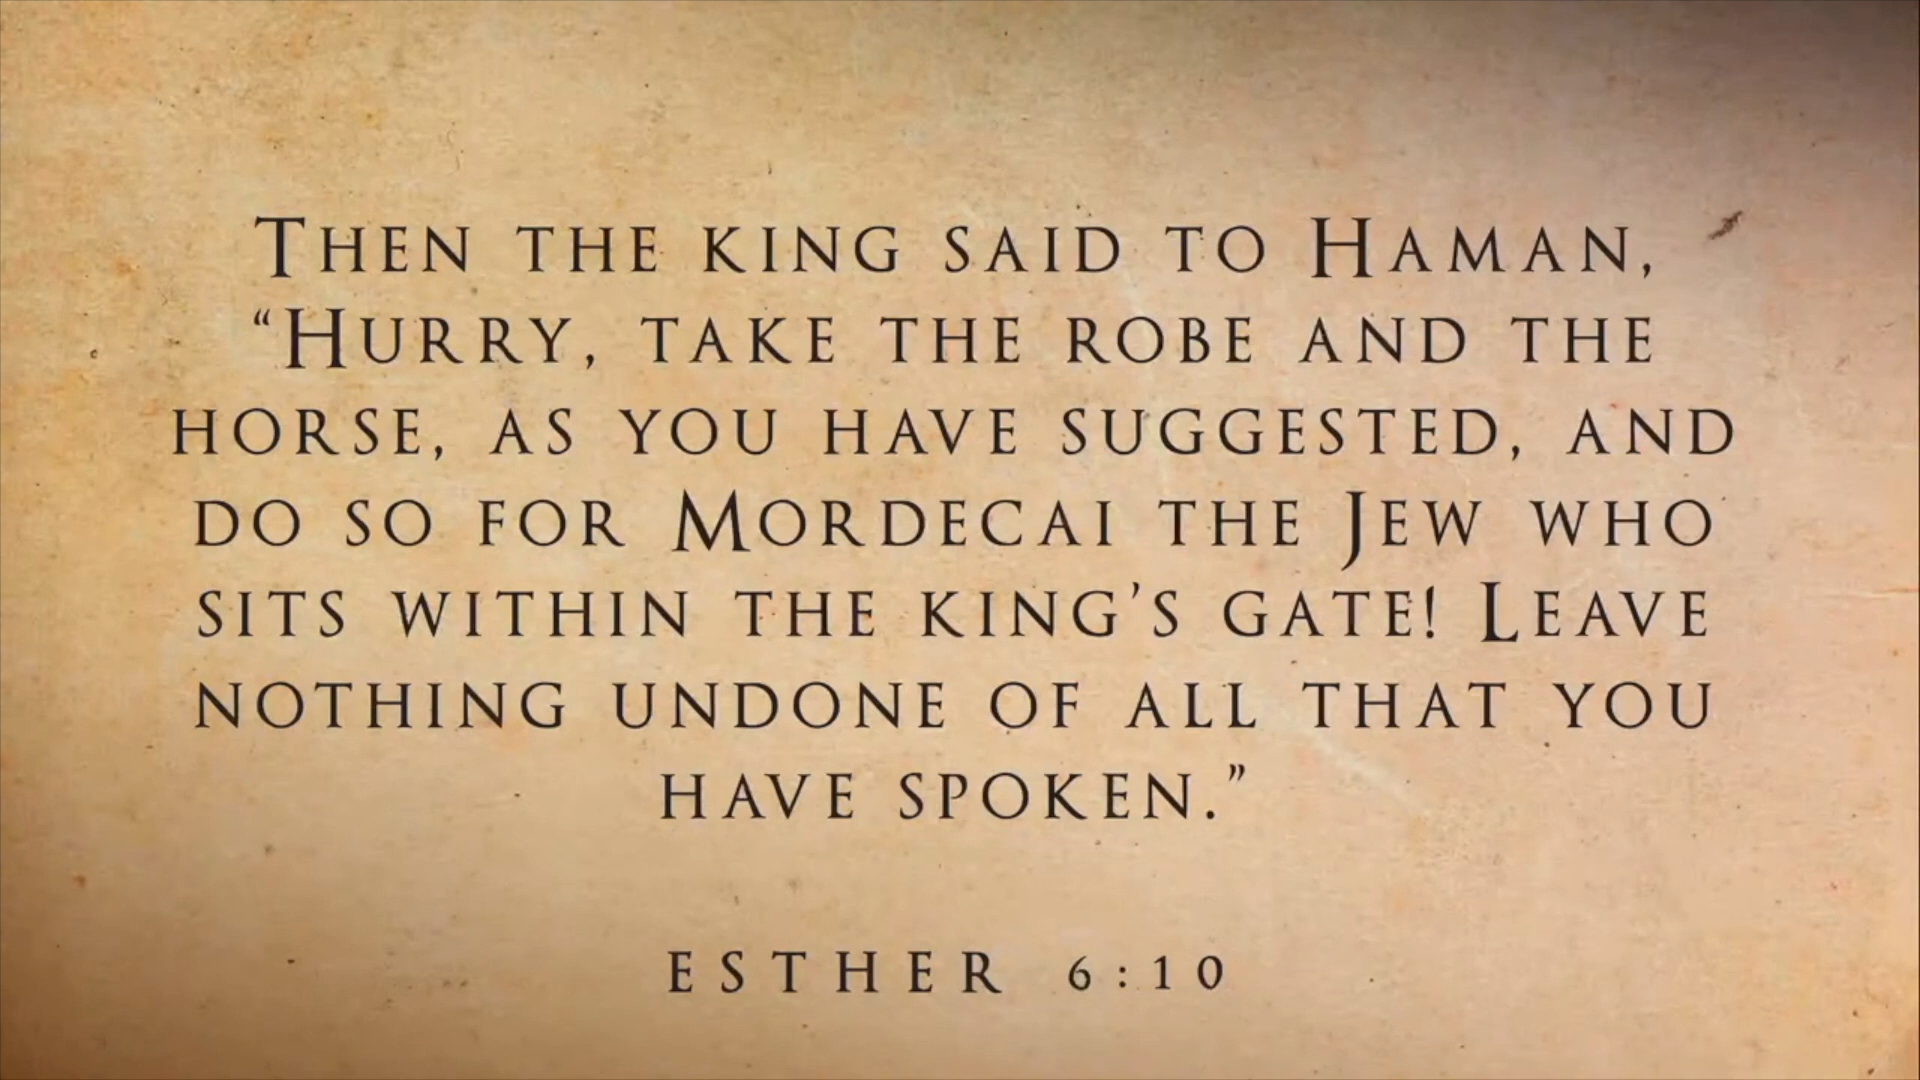 Then the king said to Haman,
“Hurry, take the robe and the
horse, as you have suggested, and
do so for Mordecai the Jew who
sits within the king’s gate! Leave
nothing undone of all that you
have spoken.”
Esther 6:10